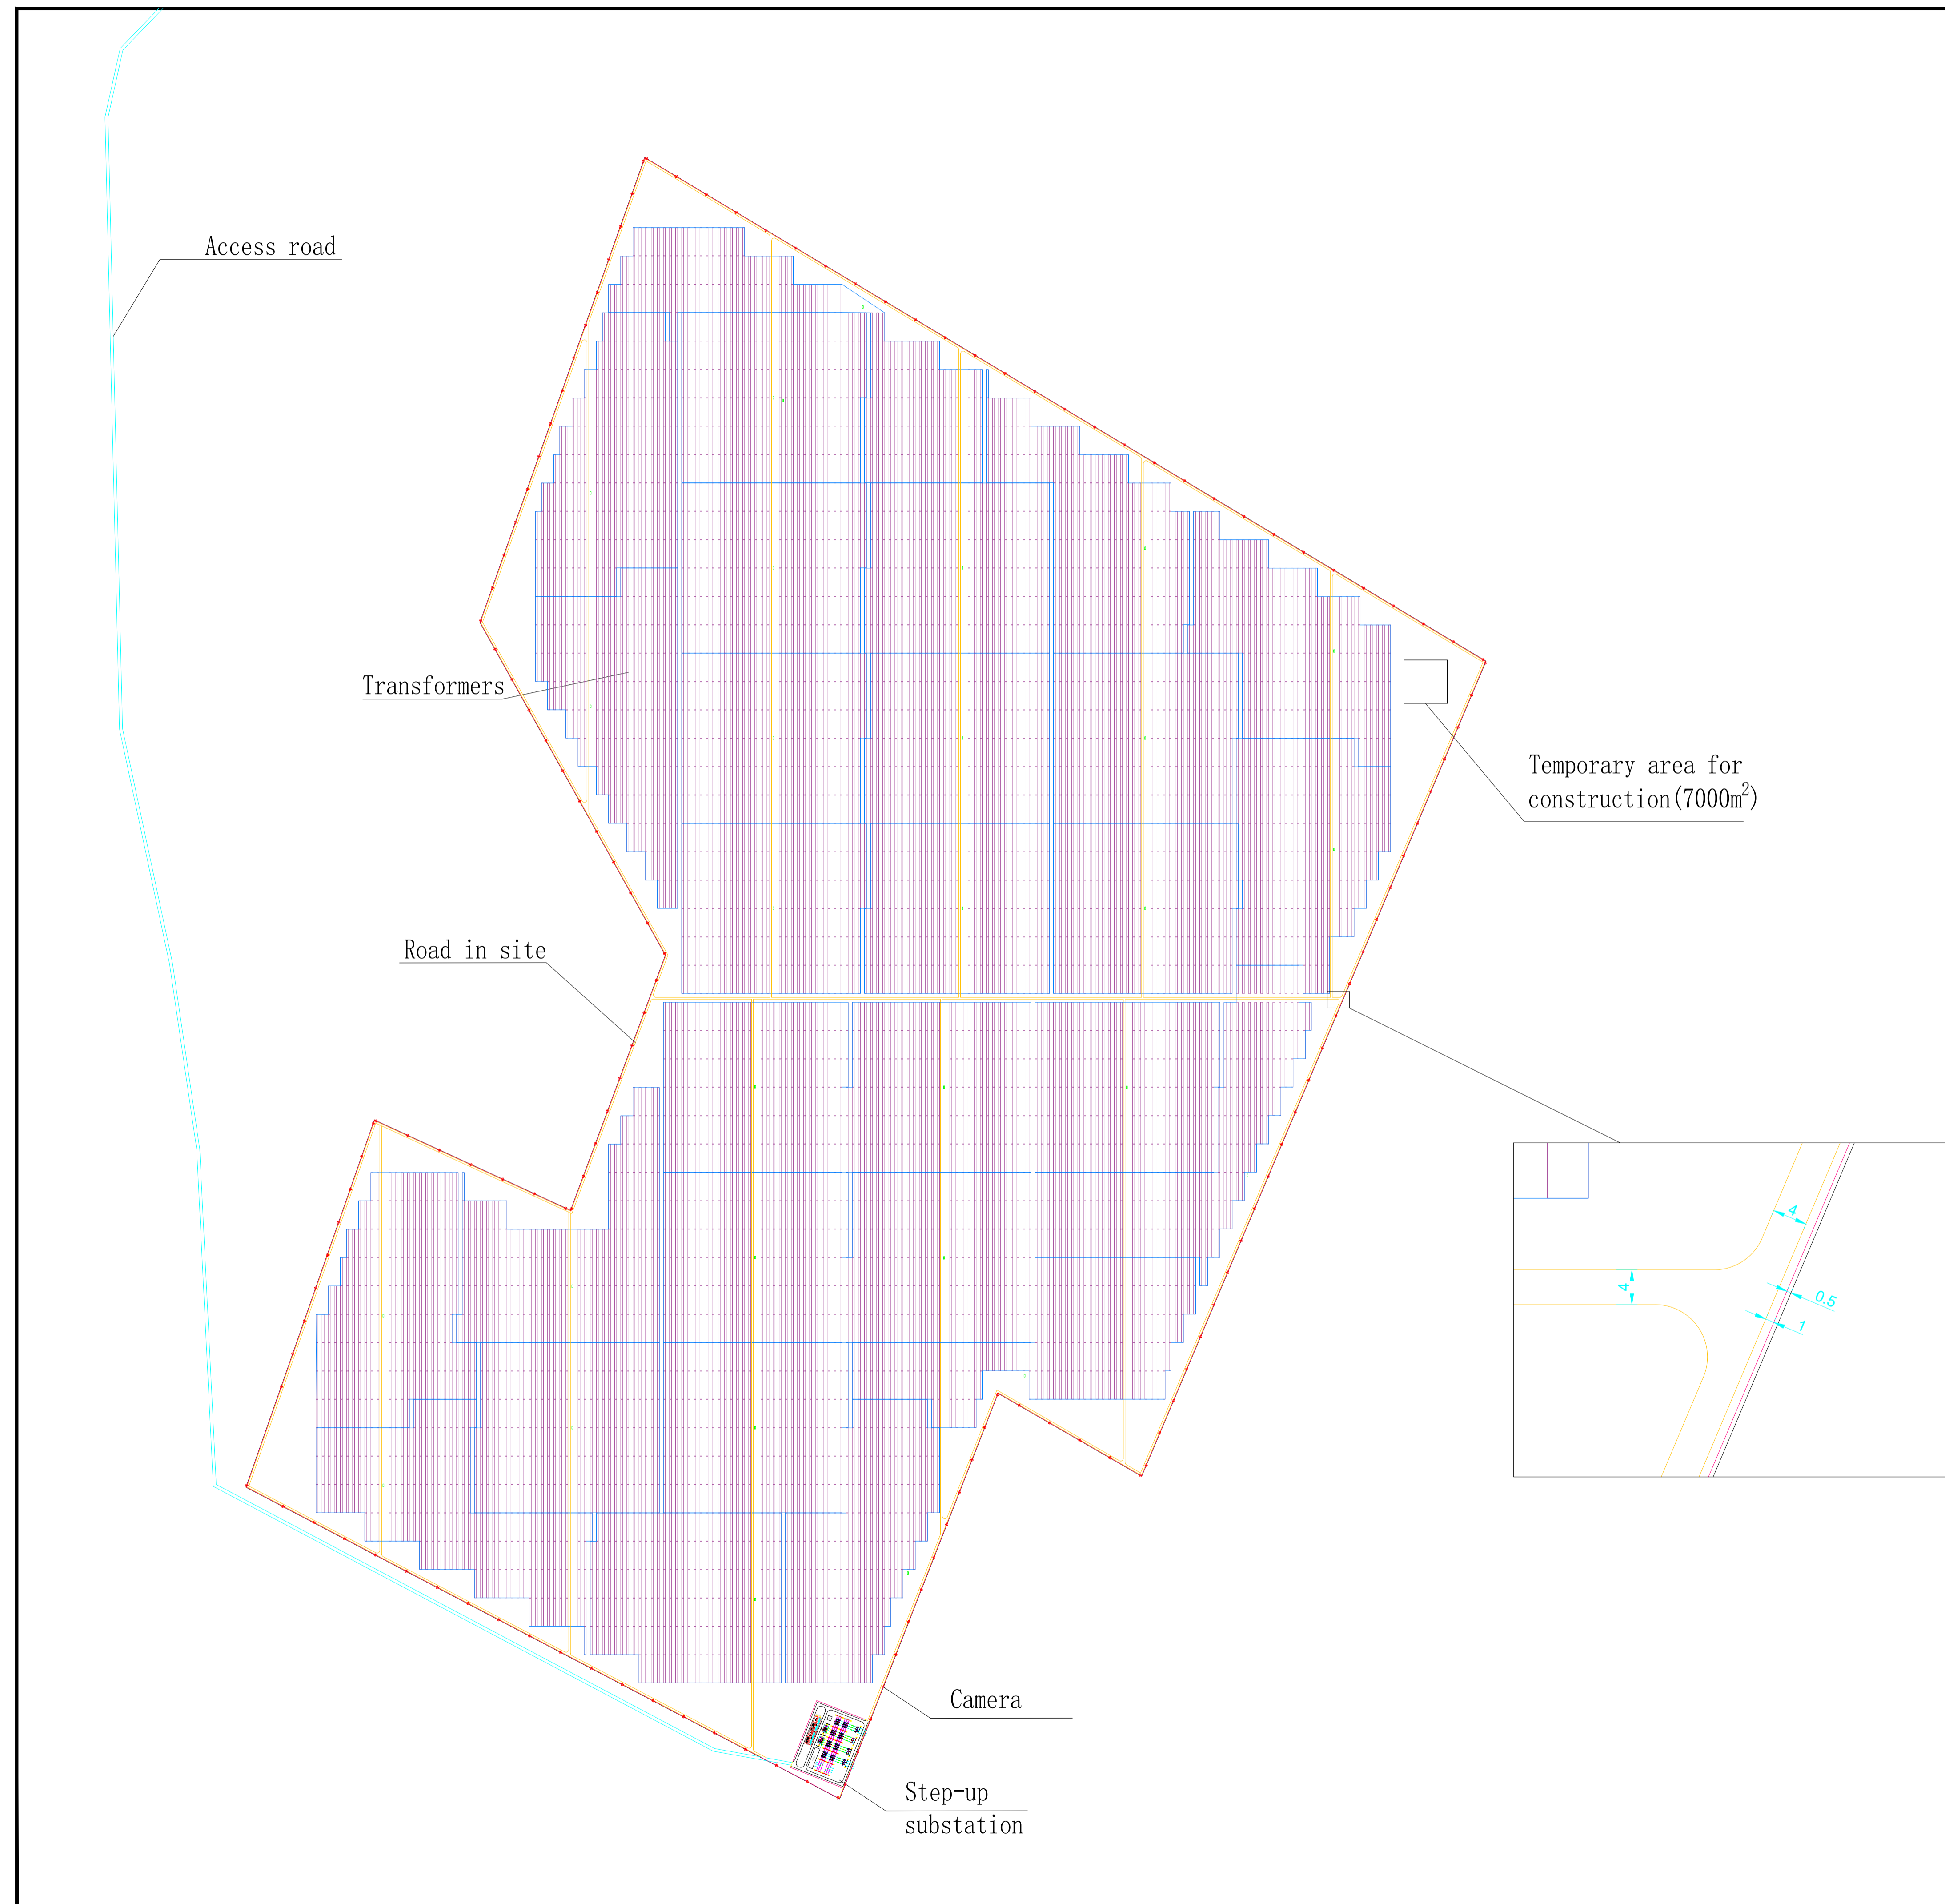 Access road
Transformers
Temporary area for
construction(7000m²)
Road in site
4
4
0.5
1
Camera
Step-up
substation